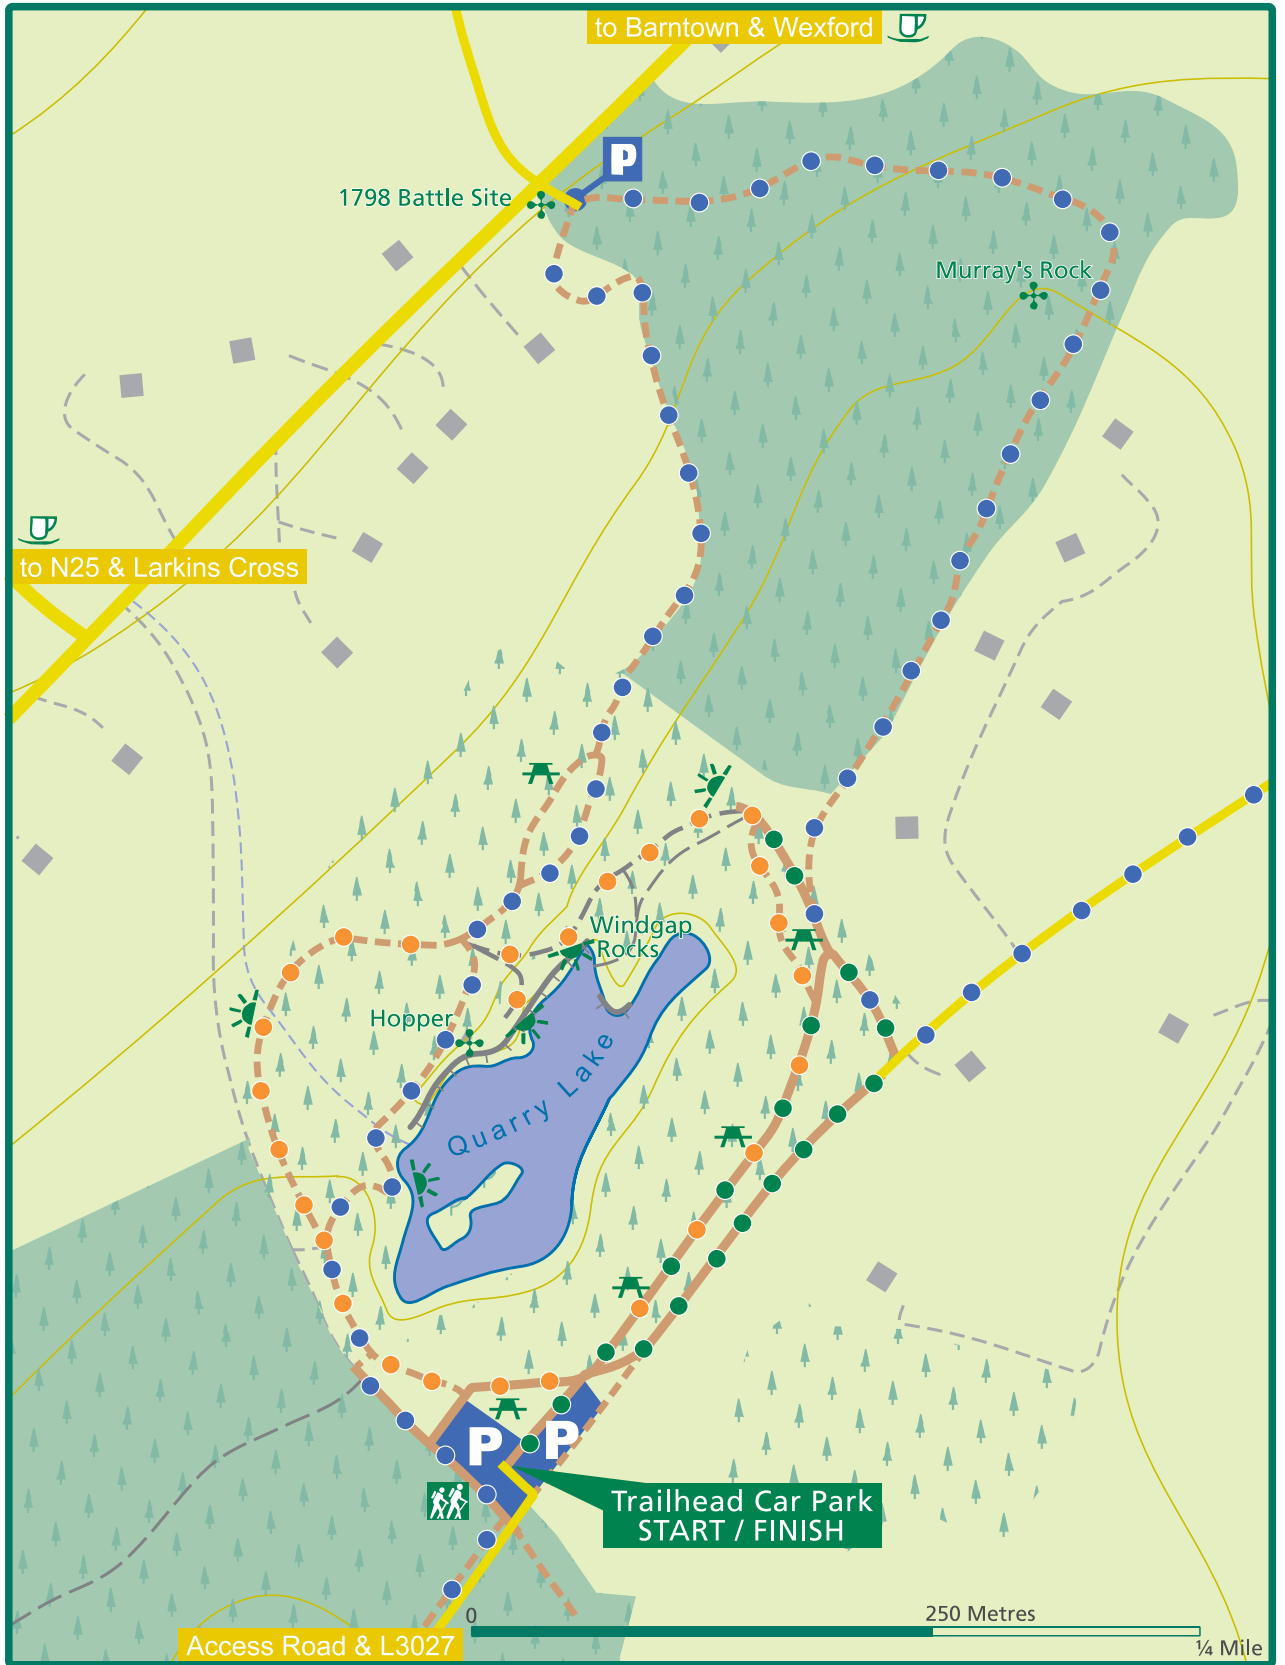 to Barntown & Wexford
P
1798 Battle Site
Murray's Rock
to N25 & Larkins Cross
Windgap
Rocks
Hopper
Quarry Lake
P
P
Trailhead Car Park
START / FINISH
0
250 Metres
Access Road & L3027
¼ Mile